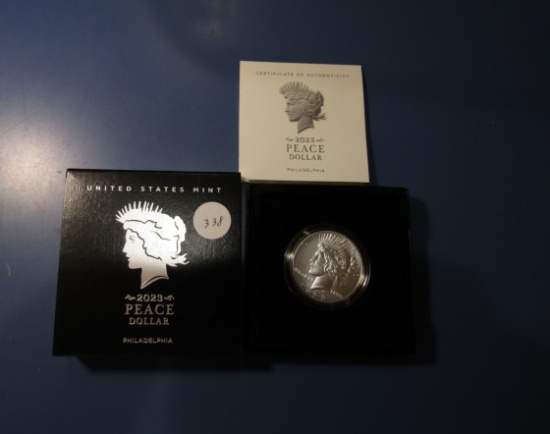 CERTIFICATE OF AUTHENTICITY
2023
PEACE
DOLLAR
PHILADELPHIA
UNITED STATES MINT
338
2023
PEACE
DOLLAR
PHILADELPHIA